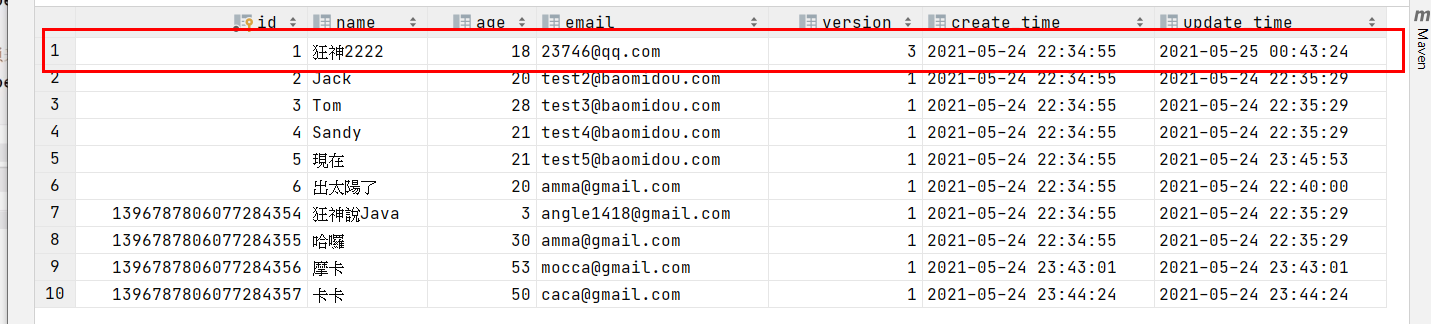 id name age email version create_time update_time
1 1 狂神2222 18 23746@qq.com 3 2021-05-24 22:34:55 2021-05-25 00:43:24
2 2 Jack 20 test2@baomidou.com 1 2021-05-24 22:34:55 2021-05-24 22:35:29
3 3 Tom 28 test3@baomidou.com 1 2021-05-24 22:34:55 2021-05-24 22:35:29
4 4 Sandy 21 test4@baomidou.com 1 2021-05-24 22:34:55 2021-05-24 22:35:29
5 5 現在 21 test5@baomidou.com 1 2021-05-24 22:34:55 2021-05-24 23:45:53
6 6 出太陽了 20 amma@gmail.com 1 2021-05-24 22:34:55 2021-05-24 22:40:00
7 1396787806077284354 狂神說Java 3 angle1418@gmail.com 1 2021-05-24 22:34:55 2021-05-24 22:35:29
8 1396787806077284355 哈囉 30 amma@gmail.com 1 2021-05-24 22:34:55 2021-05-24 22:35:29
9 1396787806077284356 摩卡 53 mocca@gmail.com 1 2021-05-24 23:43:01 2021-05-24 23:43:01
10 1396787806077284357 卡卡 50 caca@gmail.com 1 2021-05-24 23:44:24 2021-05-24 23:44:24
m Maven